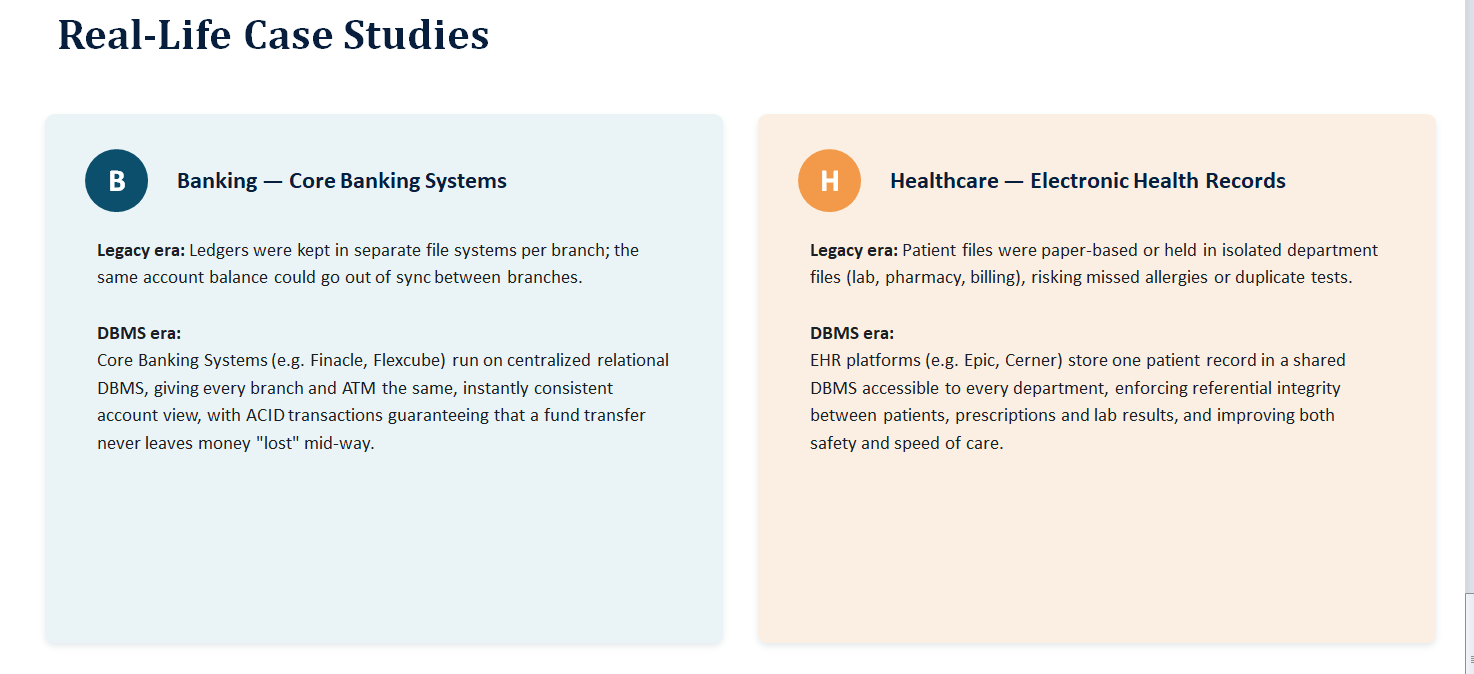 Real-Life Case Studies
B
Banking — Core Banking Systems
Legacy era: Ledgers were kept in separate file systems per branch; the
same account balance could go out of sync between branches.
DBMS era:
Core Banking Systems (e.g. Finacle, Flexcube) run on centralized relational
DBMS, giving every branch and ATM the same, instantly consistent
account view, with ACID transactions guaranteeing that a fund transfer
never leaves money "lost" mid-way.
H
Healthcare — Electronic Health Records
Legacy era: Patient files were paper-based or held in isolated department
files (lab, pharmacy, billing), risking missed allergies or duplicate tests.
DBMS era:
EHR platforms (e.g. Epic, Cerner) store one patient record in a shared
DBMS accessible to every department, enforcing referential integrity
between patients, prescriptions and lab results, and improving both
safety and speed of care.